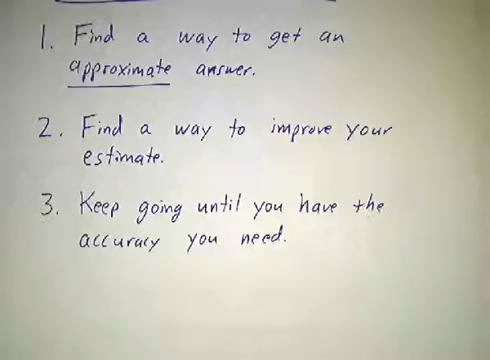 1. Find a way to get an
approximate answer.
2. Find a way to improve your
estimate.
3. Keep going until you have the
accuracy you need.